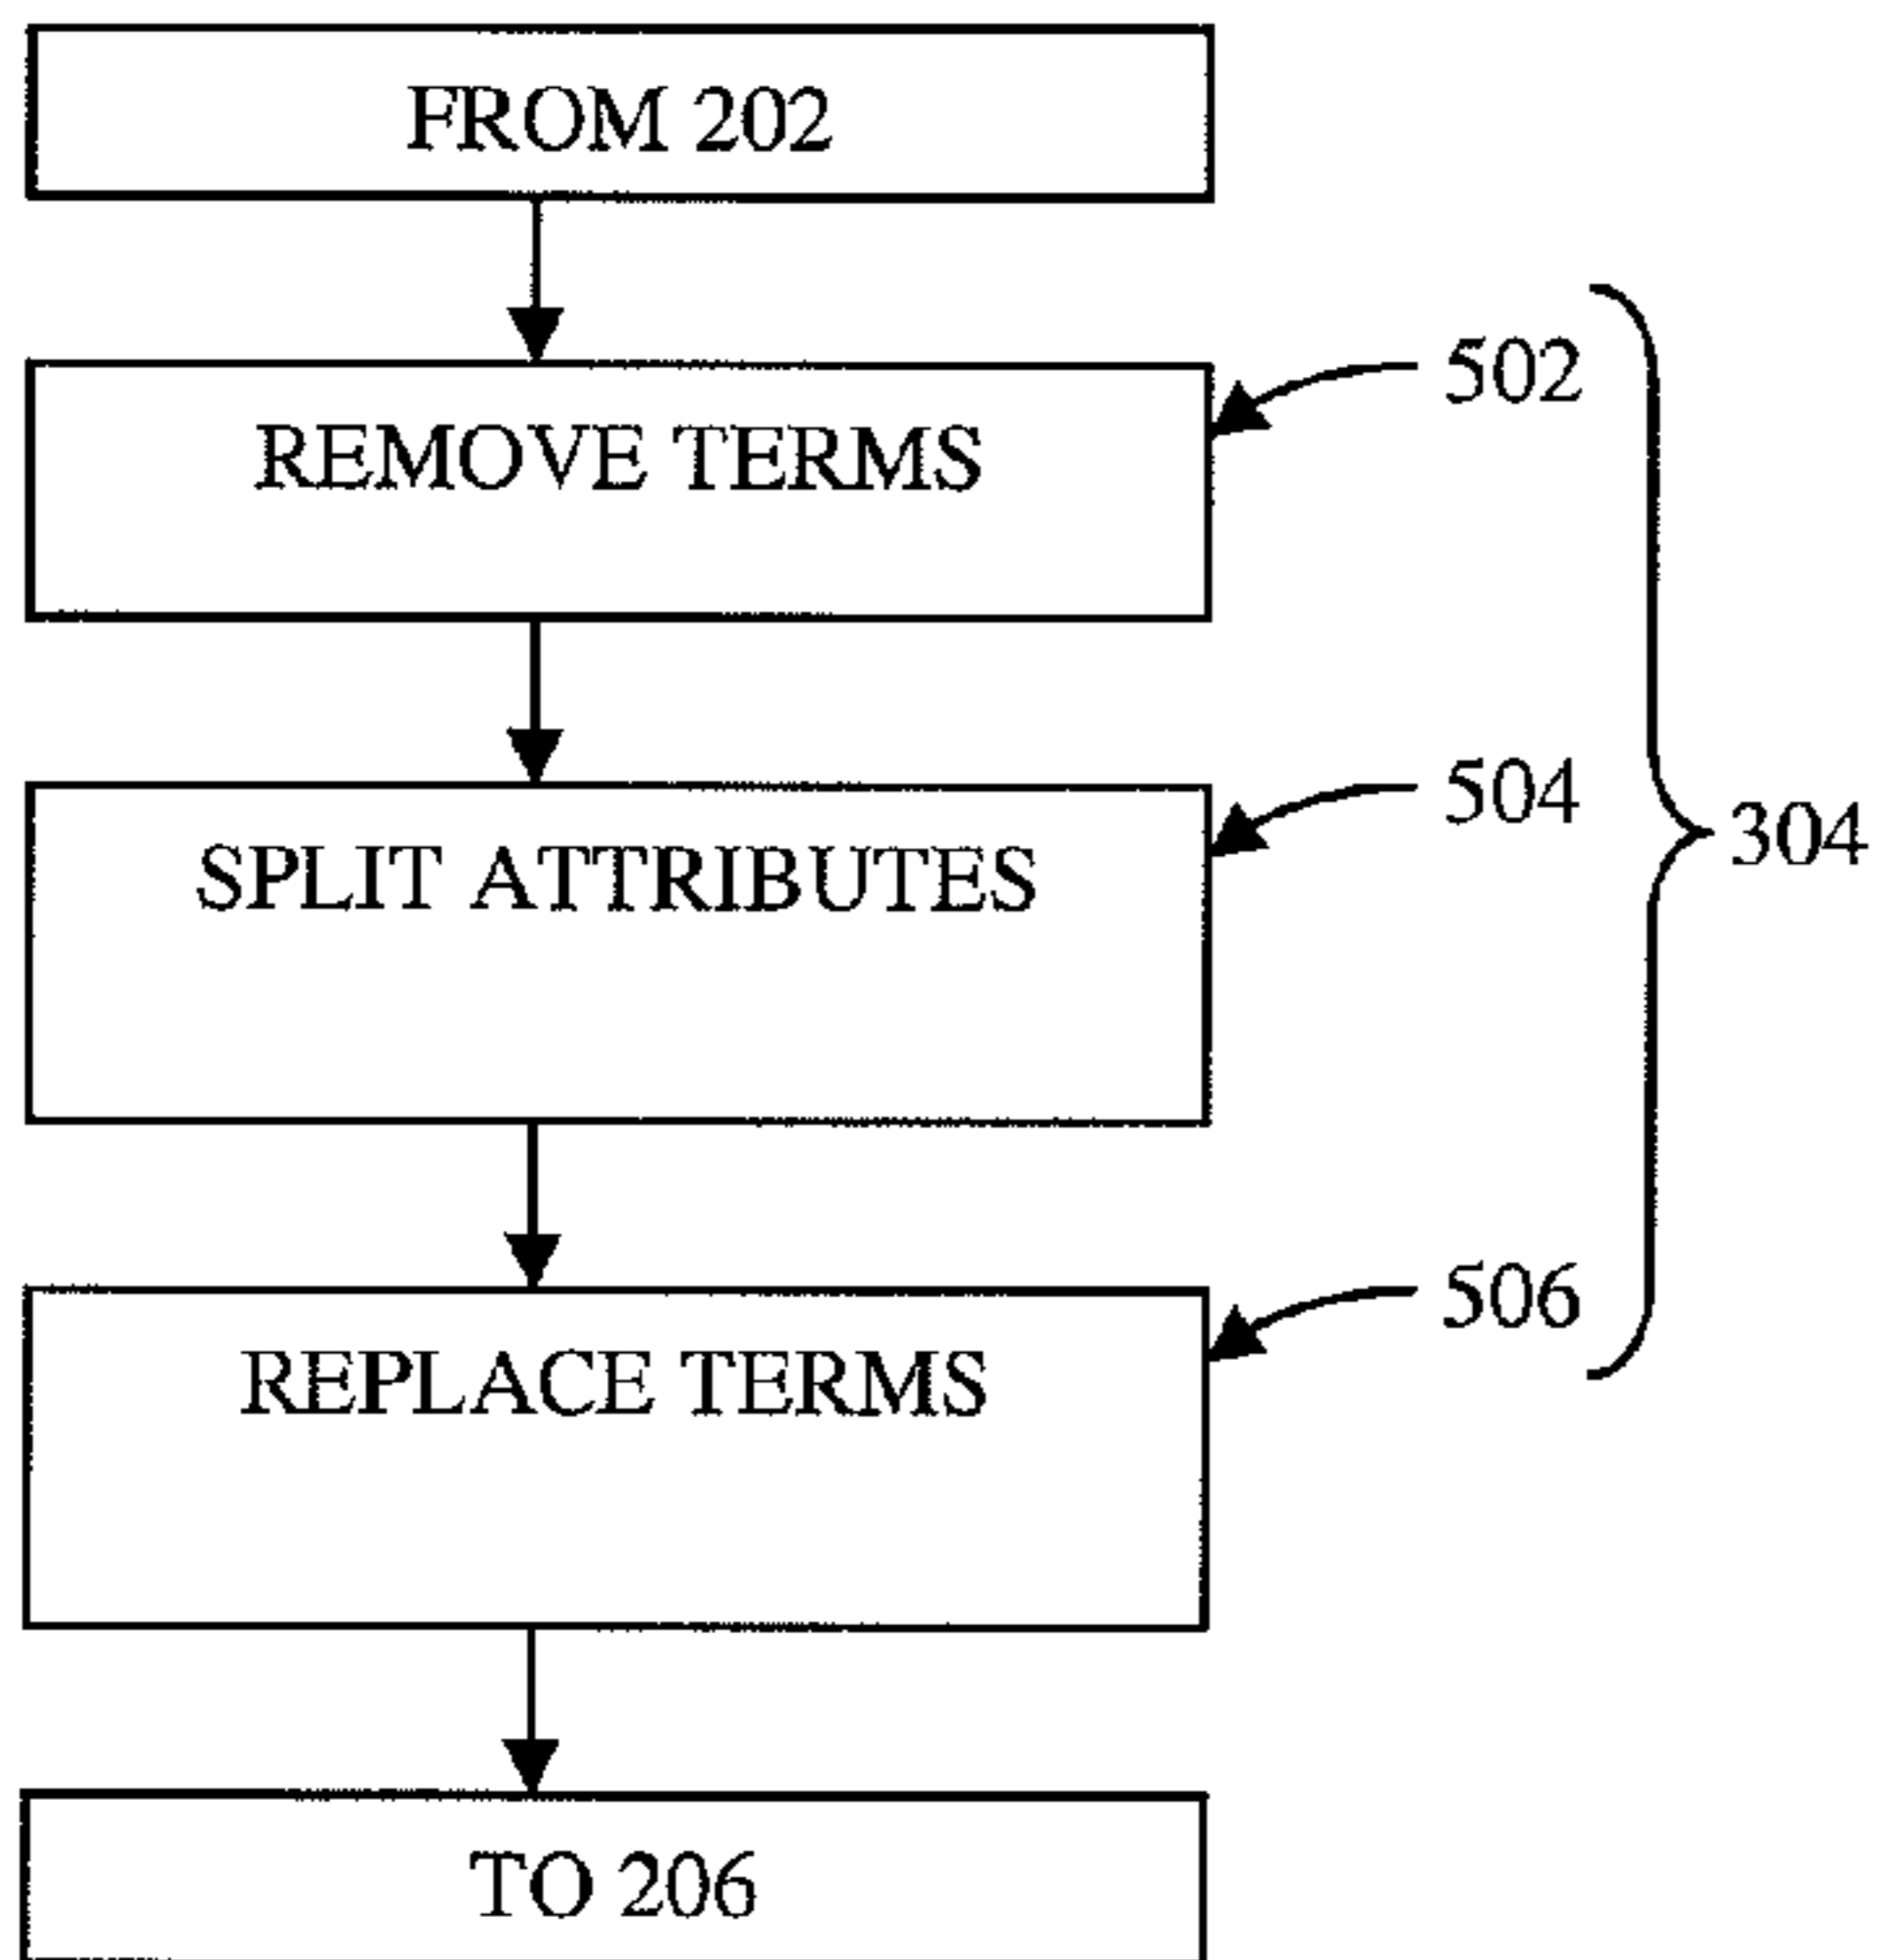 FROM 202
REMOVE TERMS
502
SPLIT ATTRIBUTES
504
304
REPLACE TERMS
506
TO 206